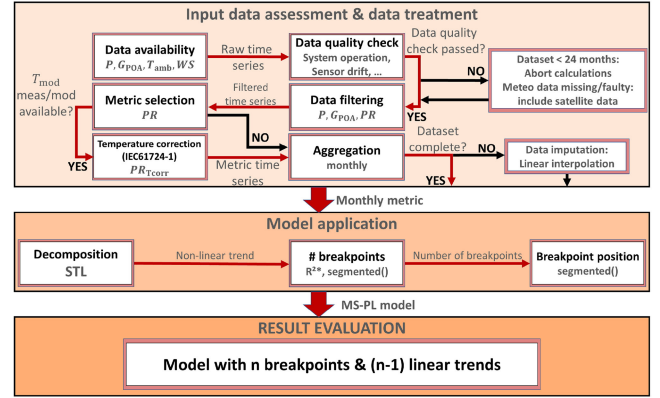 Input data assessment & data treatment
Data availability
P, G_POA, T_amb, WS
Raw time
series
Data quality check
System operation,
Sensor drift, ...
Data quality
check passed?
NO
YES
Dataset < 24 months:
Abort calculations
Meteo data missing/faulty:
include satellite data
T_mod
meas/mod
available?
Metric selection
PR
Filtered
time series
Data filtering
P, G_POA, PR
NO
YES
Temperature correction
(IEC61724-1)
PR_Tcorr
Metric time
series
Aggregation
monthly
Dataset
complete?
NO
YES
Data imputation:
Linear interpolation
Monthly metric
Model application
Decomposition
STL
Non-linear trend
# breakpoints
R²*, segmented()
Number of breakpoints
Breakpoint position
segmented()
MS-PL model
RESULT EVALUATION
Model with n breakpoints & (n-1) linear trends